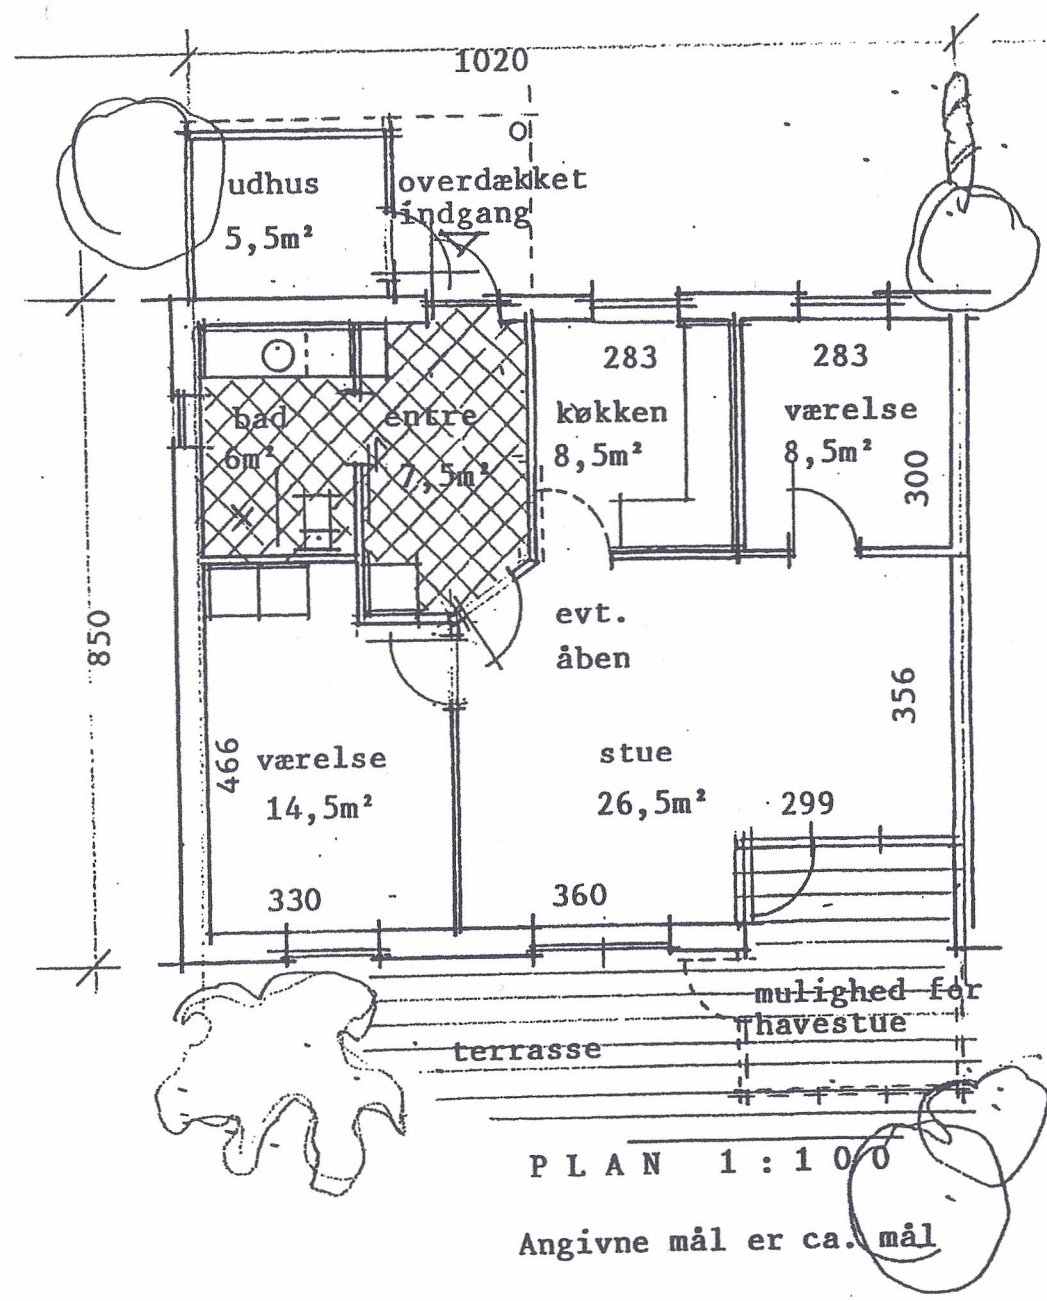 1020
udhus
5,5m²
overdækket
indgang
283
283
bad
6m²
entre
7,5m²
køkken
8,5m²
værelse
8,5m²
300
850
evt.
åben
356
466
værelse
14,5m²
stue
26,5m²
299
330
360
mulighed for
havestue
terrasse
PLAN 1:100
Angivne mål er ca. mål